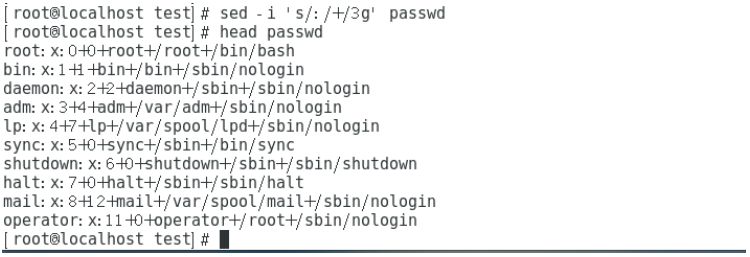 [root@localhost test]# sed -i 's/:/+/3g' passwd
[root@localhost test]# head passwd
root:x:0+0+root+/root+/bin/bash
bin:x:1+1+bin+/bin+/sbin/nologin
daemon:x:2+2+daemon+/sbin+/sbin/nologin
adm:x:3+4+adm+/var/adm+/sbin/nologin
lp:x:4+7+lp+/var/spool/lpd+/sbin/nologin
sync:x:5+0+sync+/sbin+/bin/sync
shutdown:x:6+0+shutdown+/sbin+/sbin/shutdown
halt:x:7+0+halt+/sbin+/sbin/halt
mail:x:8+12+mail+/var/spool/mail+/sbin/nologin
operator:x:11+0+operator+/root+/sbin/nologin
[root@localhost test]#